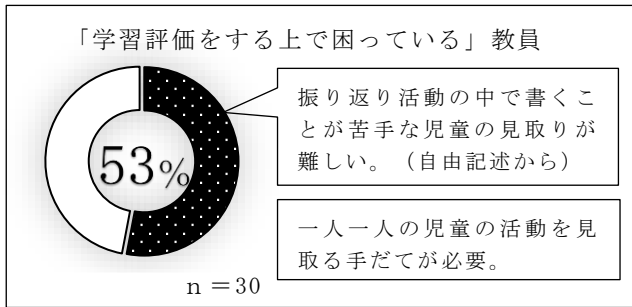 「学習評価をする上で困っている」教員
53%
振り返り活動の中で書くこ
とが苦手な児童の見取りが
難しい。（自由記述から）
一人一人の児童の活動を見
取る手だてが必要。
n＝30